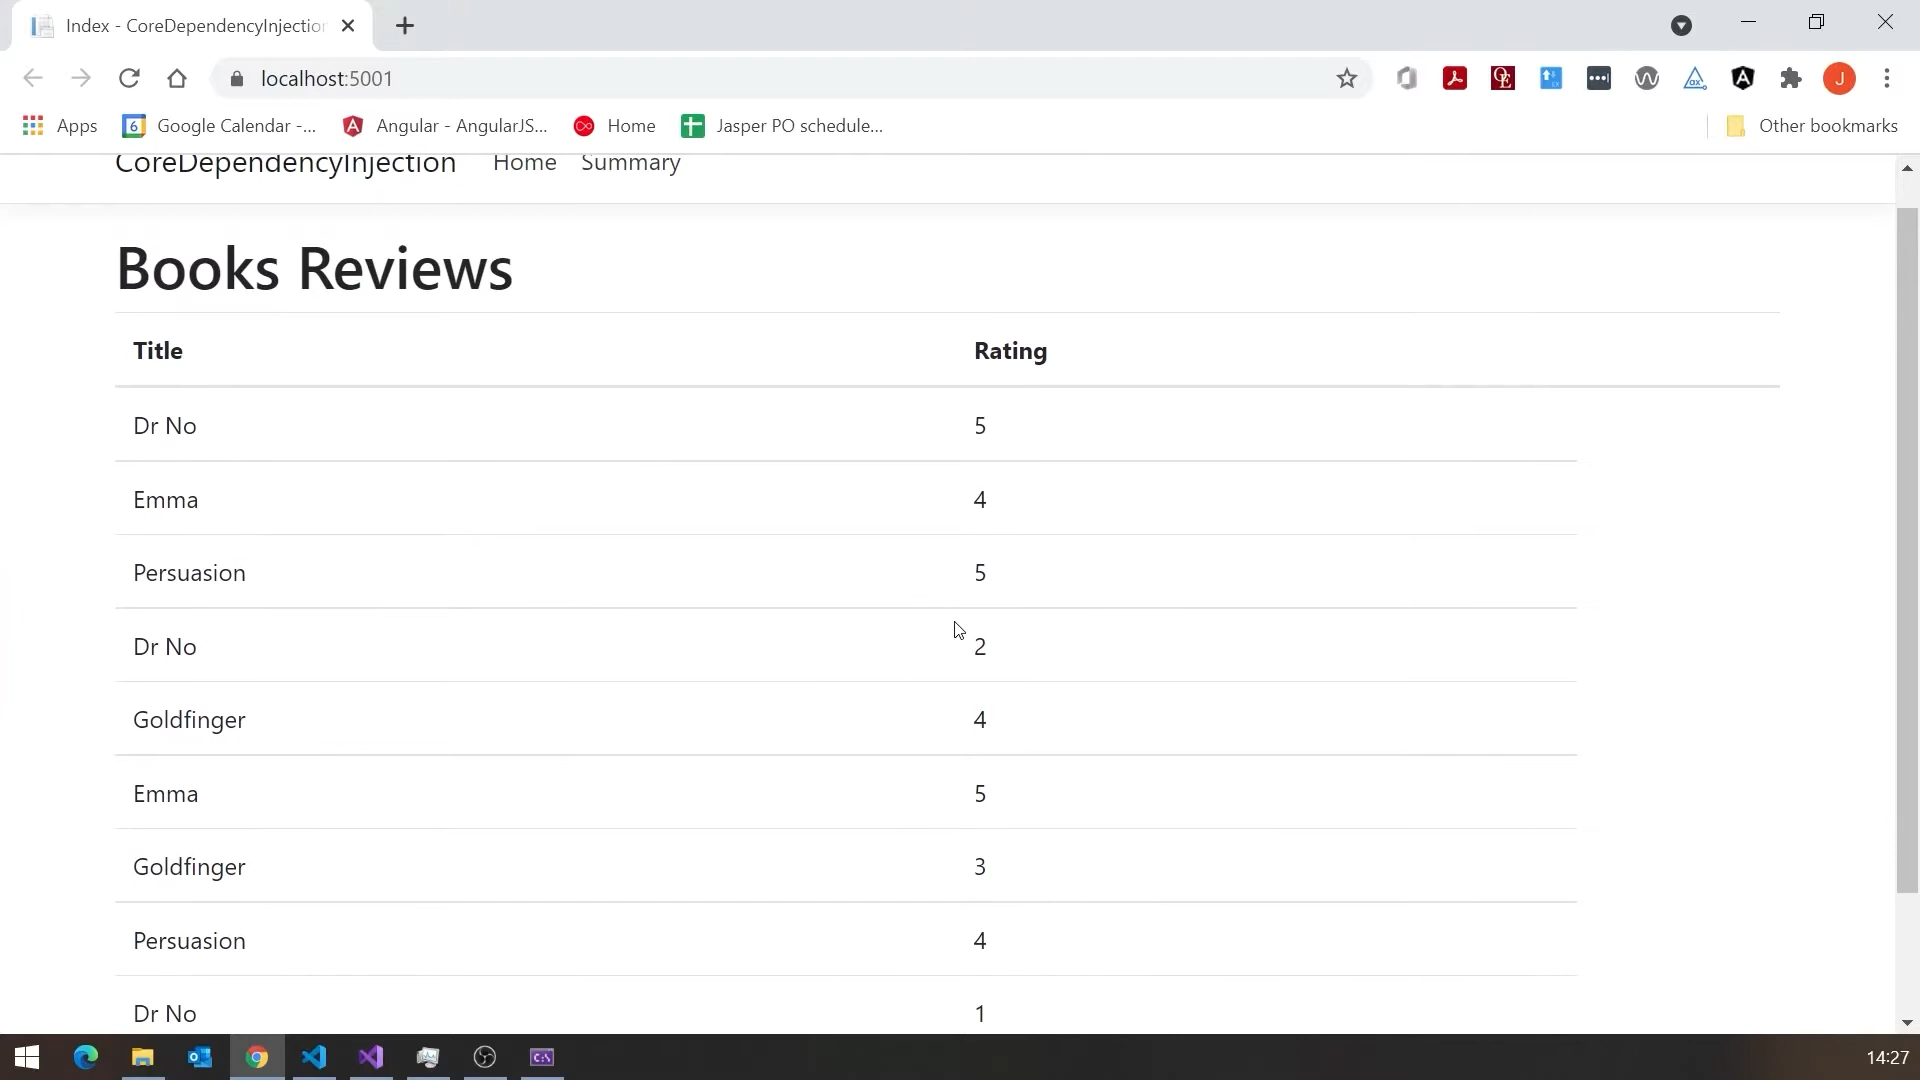 Index - CoreDependencyInjection
localhost:5001
Apps
Google Calendar -...
Angular - AngularJS...
Home
Jasper PO schedule...
Other bookmarks
CoreDependencyInjection Home Summary
Books Reviews
Title Rating
Dr No 5
Emma 4
Persuasion 5
Dr No 2
Goldfinger 4
Emma 5
Goldfinger 3
Persuasion 4
Dr No 1
14:27